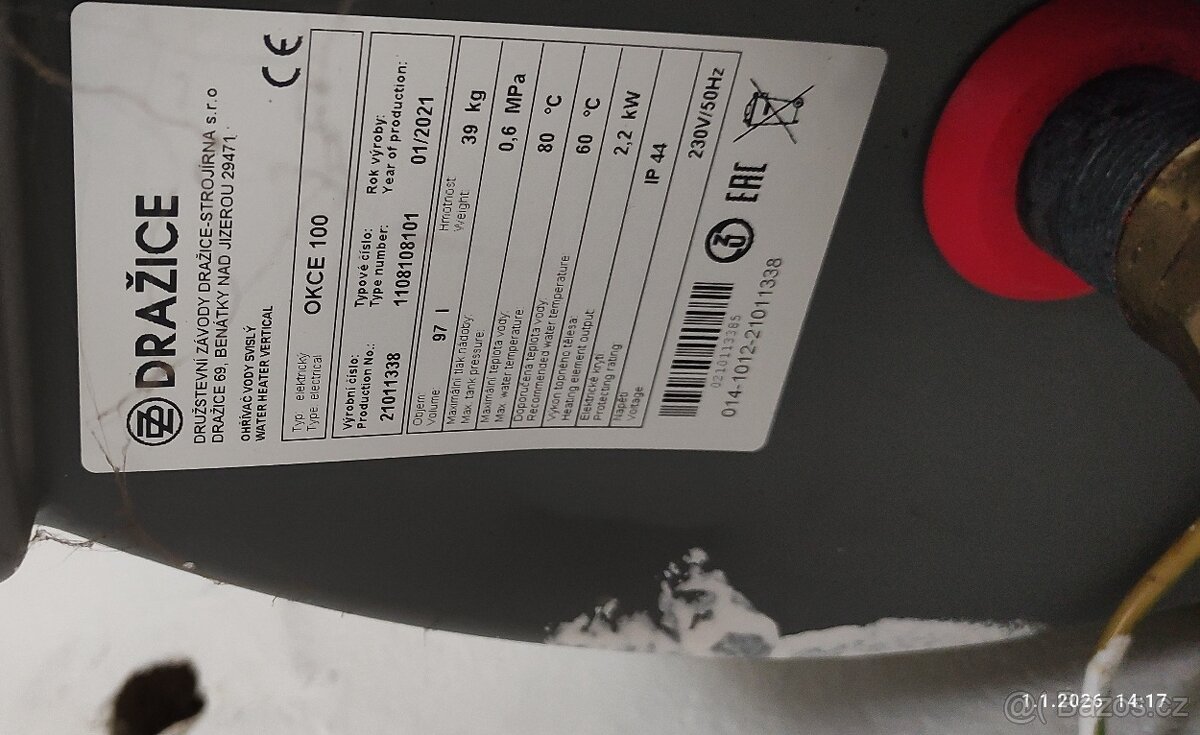 DRAŽICE
DRUŽSTEVNÍ ZÁVODY DRAŽICE-STROJÍRNA s.r.o
DRAŽICE 69, BENÁTKY NAD JIZEROU 29471
OHŘÍVAČ VODY SVISLÝ
WATER HEATER VERTICAL
CE
Typ elektrický
Type electrical
OKCE 100
Výrobní číslo:
Production No.:
21011338
Typové číslo:
Type number:
1108108101
Rok výroby:
Year of production:
01/2021
Objem
Volume:
97 l
Hmotnost
Weight:
39 kg
Maximální tlak nádoby:
Max. tank pressure:
0,6 MPa
Maximální teplota vody:
Max. water temperature
80 °C
Doporučená teplota vody
Recommended water temperature
60 °C
Výkon topného tělesa:
Heating element output:
2,2 kW
Elektrické krytí
Protecting rating
IP 44
Napětí
Voltage
230V/50Hz
0210113385
014-1012-21011338
EAC
1.1.2026 14:17
@( Bazos.cz